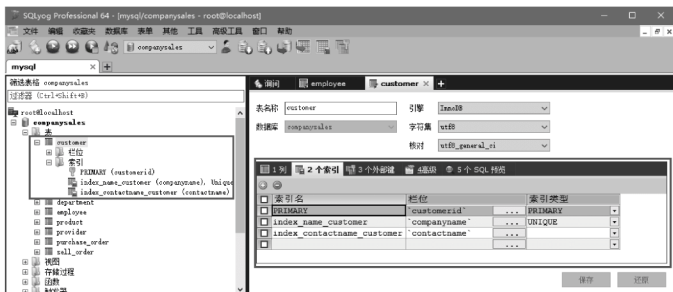 SQLyog Professional 64 - [mysql/companysales - root@localhost]
文件 编辑 收藏夹 数据库 表单 其他 工具 高级工具 窗口 帮助
companysales
mysql × +
筛选表格 companysales
过滤器 (Ctrl+Shift+B)
root@localhost
companysales
表
customer
栏位
索引
PRIMARY (customerid)
index_name_customer (companyname), Unique
index_contactname_customer (contactname)
department
employee
product
provider
purchase_order
sell_order
视图
存储过程
函数
触发器
询问 employee customer × +
表名称 customer 引擎 InnoDB
数据库 companysales 字符集 utf8
核对 utf8_general_ci
1 列 2 个索引 3 个外部键 4高级 5 个 SQL 预览
索引名 栏位 索引类型
PRIMARY `customerid` ... PRIMARY
index_name_customer `companyname` ... UNIQUE
index_contactname_customer `contactname` ...
...
保存 还原